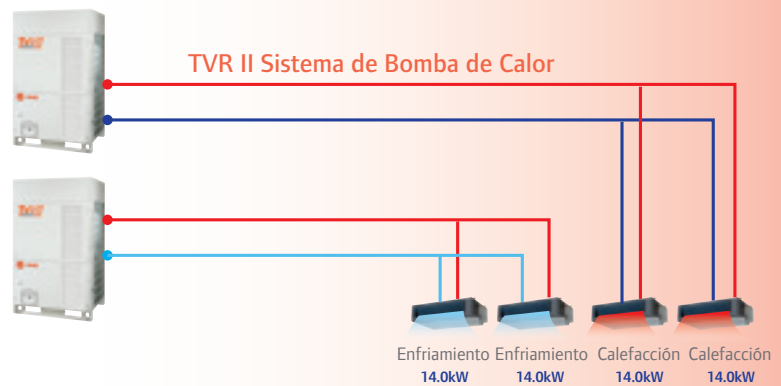 TVR II Sistema de Bomba de Calor
Enfriamiento Enfriamiento Calefacción Calefacción
14.0kW 14.0kW 14.0kW 14.0kW